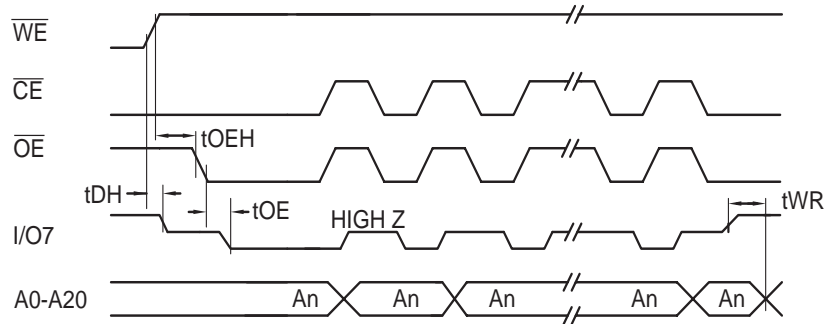 WE
CE
tOEH
OE
tDH
tOE
tWR
HIGH Z
I/O7
A0-A20 An An An An An